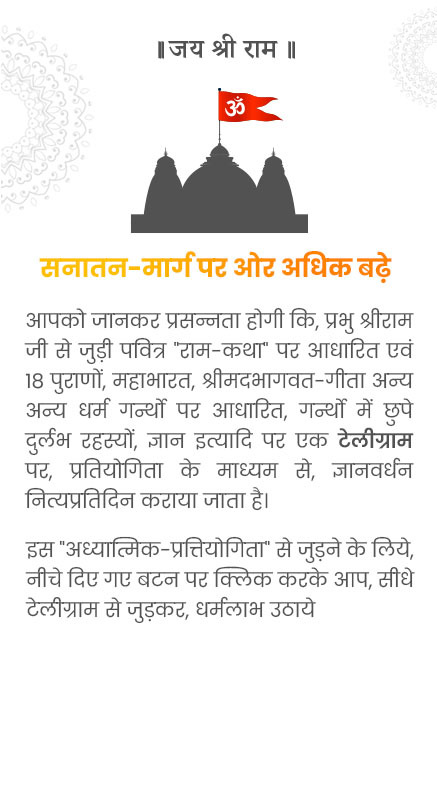 ॥ जय श्री राम ॥
ॐ
सनातन-मार्ग पर ओर अधिक बढ़े
आपको जानकर प्रसन्नता होगी कि, प्रभु श्रीराम
जी से जुड़ी पवित्र "राम-कथा" पर आधारित एवं
18 पुराणों, महाभारत, श्रीमदभागवत-गीता अन्य
अन्य धर्म गर्न्थो पर आधारित, गर्न्थो में छुपे
दुर्लभ रहस्यों, ज्ञान इत्यादि पर एक टेलीग्राम
पर, प्रतियोगिता के माध्यम से, ज्ञानवर्धन
नित्यप्रतिदिन कराया जाता है।
इस "अध्यात्मिक-प्रत्तियोगिता" से जुड़ने के लिये,
नीचे दिए गए बटन पर क्लिक करके आप, सीधे
टेलीग्राम से जुड़कर, धर्मलाभ उठाये